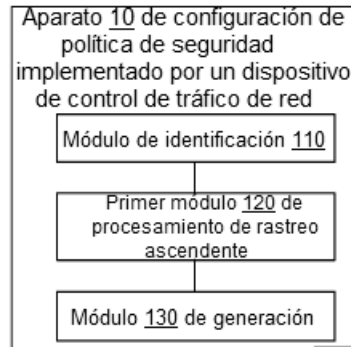 Aparato 10 de configuración de
política de seguridad
implementado por un dispositivo
de control de tráfico de red
Módulo de identificación 110
Primer módulo 120 de
procesamiento de rastreo
ascendente
Módulo 130 de generación